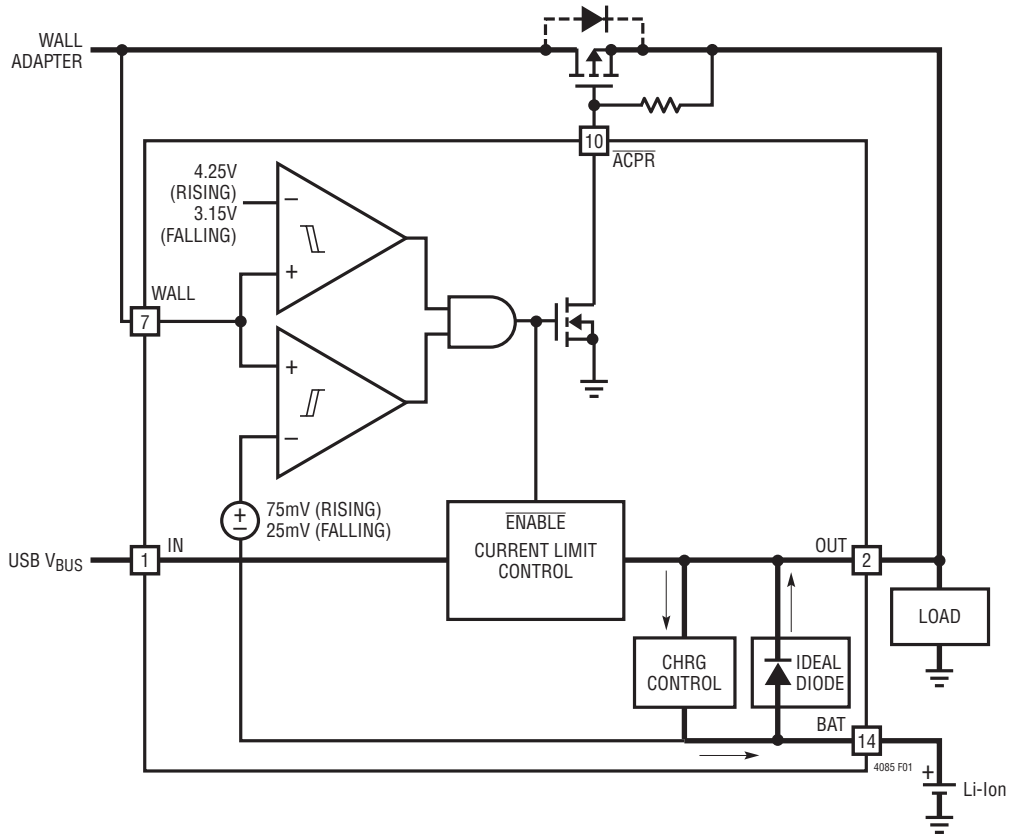 WALL
ADAPTER
10
ACPR
4.25V
(RISING)
3.15V
(FALLING)
–
+
WALL
7
+
–
+
–
75mV (RISING)
25mV (FALLING)
ENABLE
CURRENT LIMIT
CONTROL
USB VBUS
1
IN
OUT
2
LOAD
CHRG
CONTROL
IDEAL
DIODE
BAT
14
4085 F01
+
Li-Ion